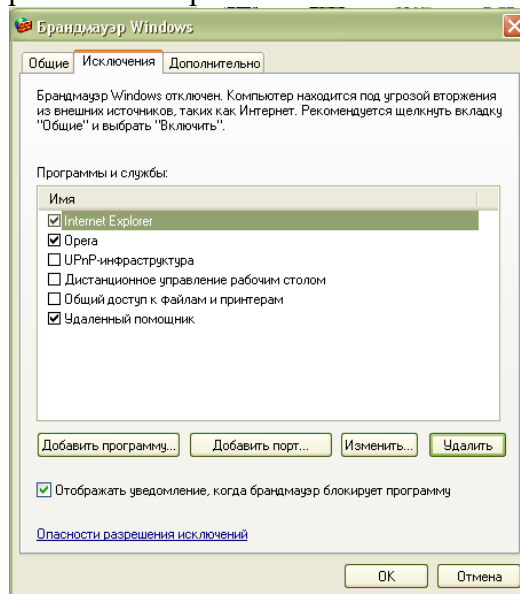 Брандмауэр Windows
Общие Исключения Дополнительно
Брандмауэр Windows отключен. Компьютер находится под угрозой вторжения
из внешних источников, таких как Интернет. Рекомендуется щелкнуть вкладку
"Общие" и выбрать "Включить".
Программы и службы:
Имя
Internet Explorer
Opera
UPnP-инфраструктура
Дистанционное управление рабочим столом
Общий доступ к файлам и принтерам
Удаленный помощник
Добавить программу... Добавить порт... Изменить... Удалить
Отображать уведомление, когда брандмауэр блокирует программу
Опасности разрешения исключений
OK Отмена